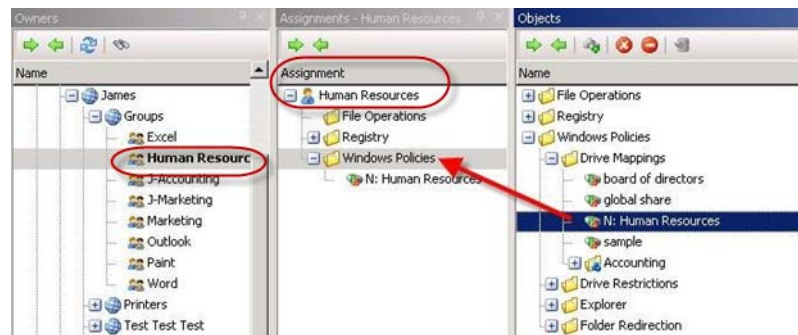 Owners
Name
James
Groups
Excel
Human Resourc
J-Accounting
J-Marketing
Marketing
Outlook
Paint
Word
Printers
Test Test Test
Assignments - Human Resources
Assignment
Human Resources
File Operations
Registry
Windows Policies
N: Human Resources
Objects
Name
File Operations
Registry
Windows Policies
Drive Mappings
board of directors
global share
N: Human Resources
sample
Accounting
Drive Restrictions
Explorer
Folder Redirection